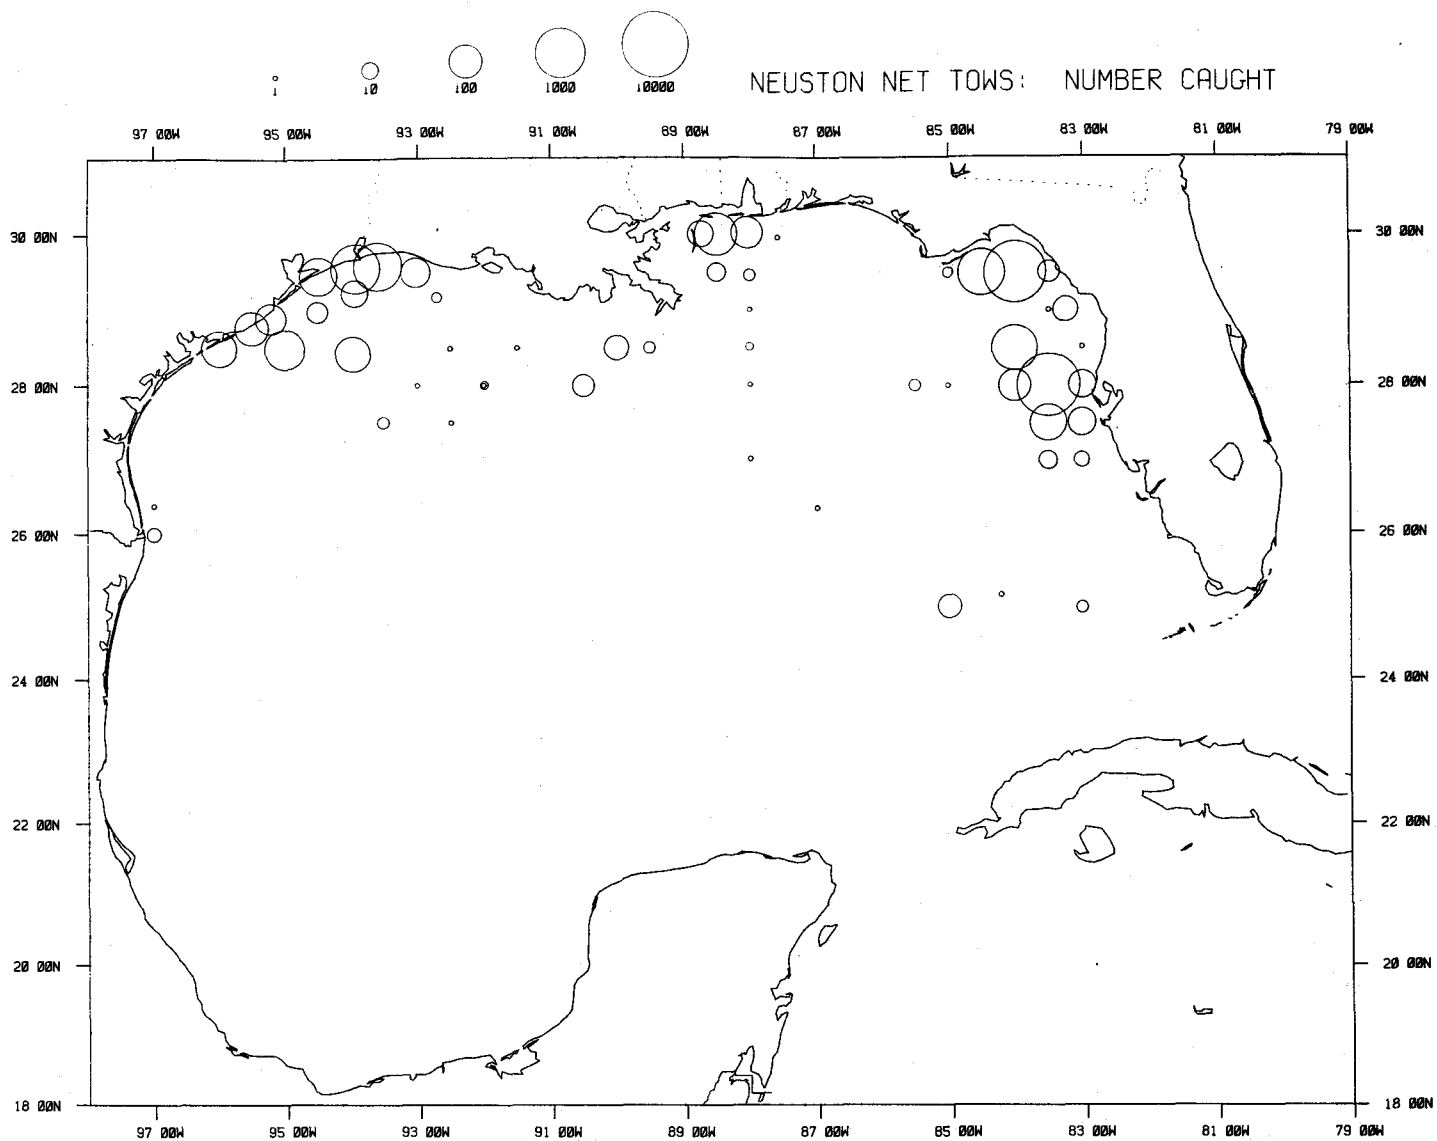 1 10 100 1000 10000
NEUSTON NET TOWS: NUMBER CAUGHT
97 00W 95 00W 93 00W 91 00W 89 00W 87 00W 85 00W 83 00W 81 00W 79 00W
30 00N 30 00N
28 00N 28 00N
26 00N 26 00N
24 00N 24 00N
22 00N 22 00N
20 00N 20 00N
18 00N 18 00N
97 00W 95 00W 93 00W 91 00W 89 00W 87 00W 85 00W 83 00W 81 00W 79 00W